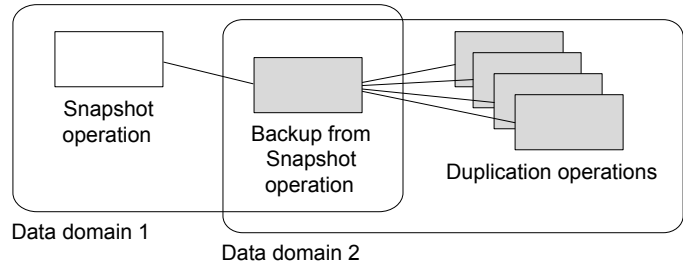 Snapshot
operation
Backup from
Snapshot
operation
Duplication operations
Data domain 1
Data domain 2